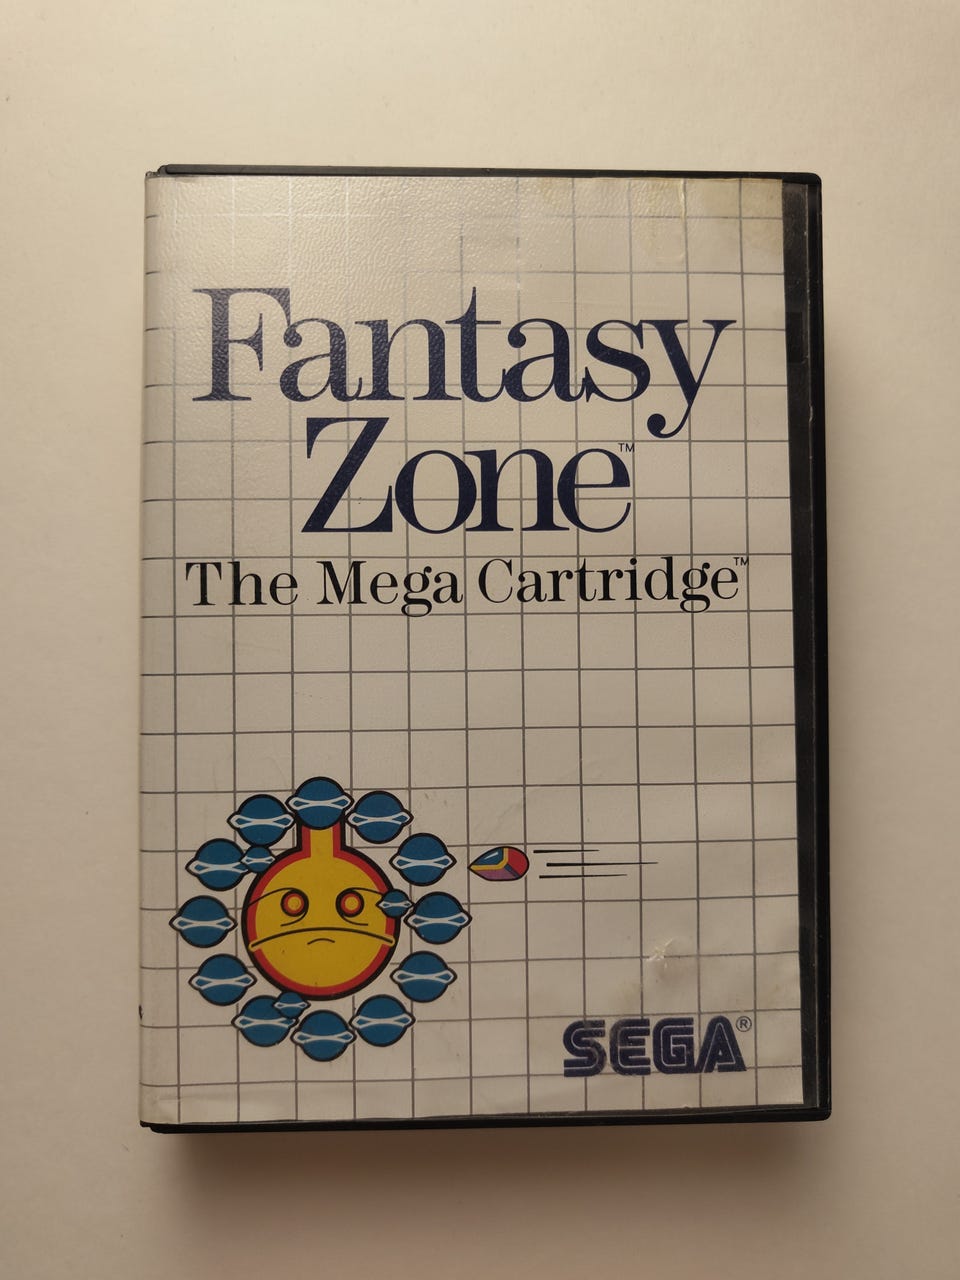 Fantasy
Zone™
The Mega Cartridge™
SEGA®